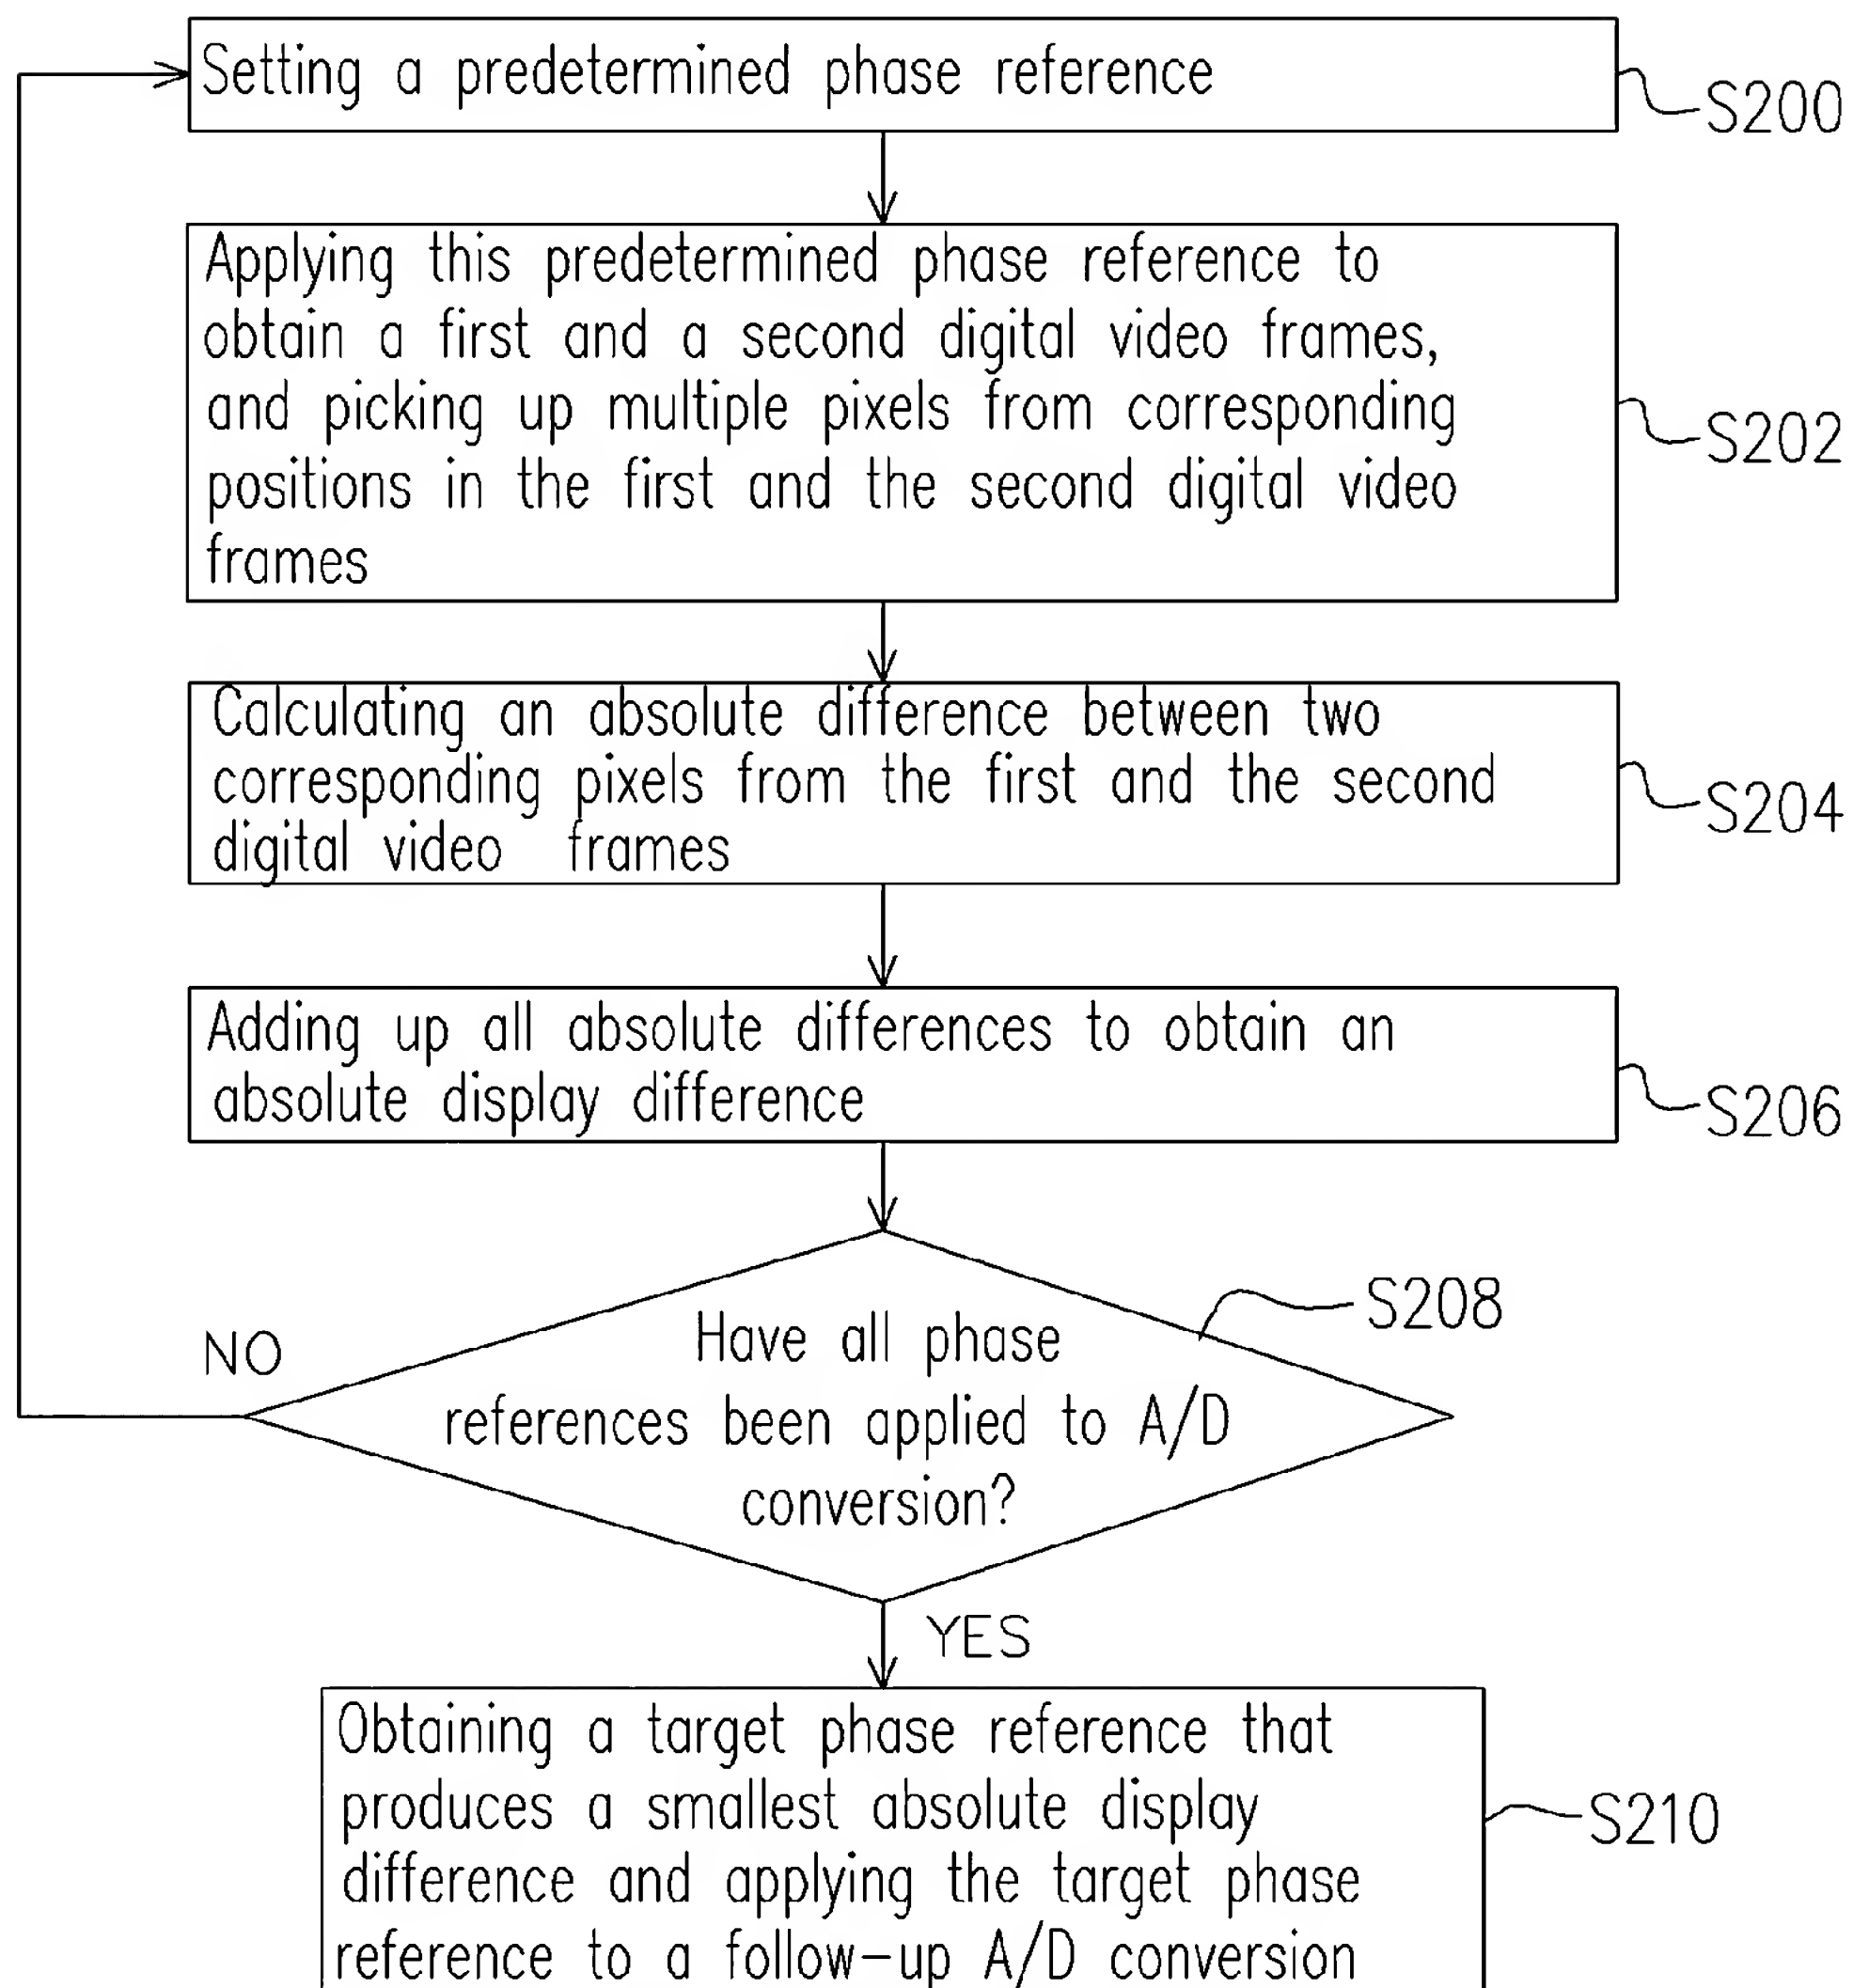 Setting a predetermined phase reference
S200
Applying this predetermined phase reference to
obtain a first and a second digital video frames,
and picking up multiple pixels from corresponding
positions in the first and the second digital video
frames
S202
Calculating an absolute difference between two
corresponding pixels from the first and the second
digital video frames
S204
Adding up all absolute differences to obtain an
absolute display difference
S206
Have all phase
references been applied to A/D
conversion?
S208
NO
YES
Obtaining a target phase reference that
produces a smallest absolute display
difference and applying the target phase
reference to a follow-up A/D conversion
S210